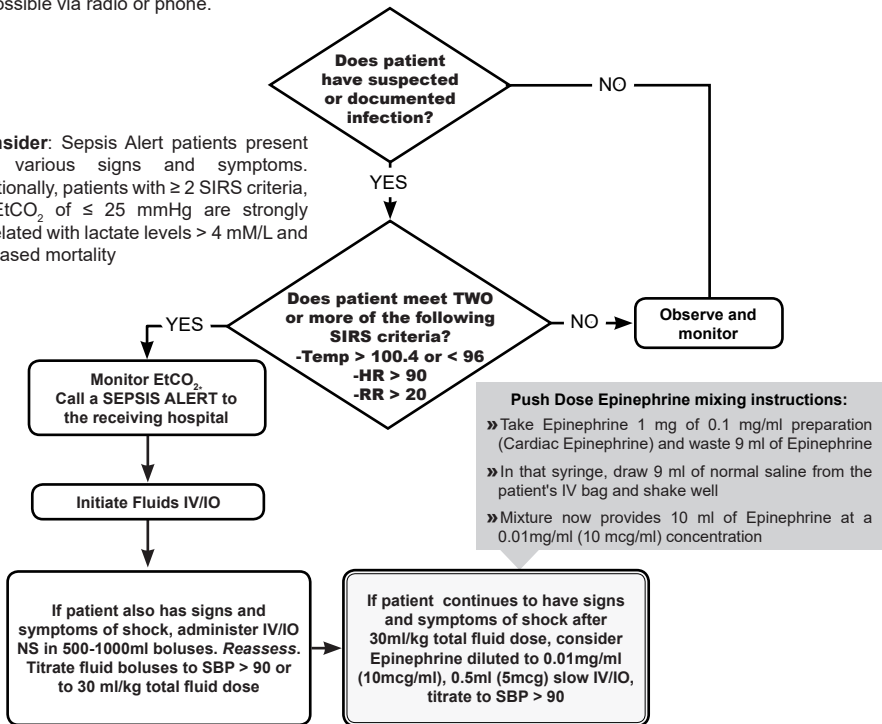 via radio or phone.
Does patient
have suspected
or documented
infection?
NO
: Sepsis Alert patients present
various signs and symptoms.
patients with ≥ 2 SIRS criteria,
EtCO2 of ≤ 25 mmHg are strongly
with lactate levels > 4 mM/L and
mortality
YES
Does patient meet TWO
or more of the following
SIRS criteria?
-Temp > 100.4 or < 96
-HR > 90
-RR > 20
YES
NO
Observe and
monitor
Monitor EtCO2.
Call a SEPSIS ALERT to
the receiving hospital
Push Dose Epinephrine mixing instructions:
» Take Epinephrine 1 mg of 0.1 mg/ml preparation
(Cardiac Epinephrine) and waste 9 ml of Epinephrine
» In that syringe, draw 9 ml of normal saline from the
patient's IV bag and shake well
» Mixture now provides 10 ml of Epinephrine at a
0.01mg/ml (10 mcg/ml) concentration
Initiate Fluids IV/IO
If patient also has signs and
symptoms of shock, administer IV/IO
NS in 500-1000ml boluses. Reassess.
Titrate fluid boluses to SBP > 90 or
to 30 ml/kg total fluid dose
If patient continues to have signs
and symptoms of shock after
30ml/kg total fluid dose, consider
Epinephrine diluted to 0.01mg/ml
(10mcg/ml), 0.5ml (5mcg) slow IV/IO,
titrate to SBP > 90